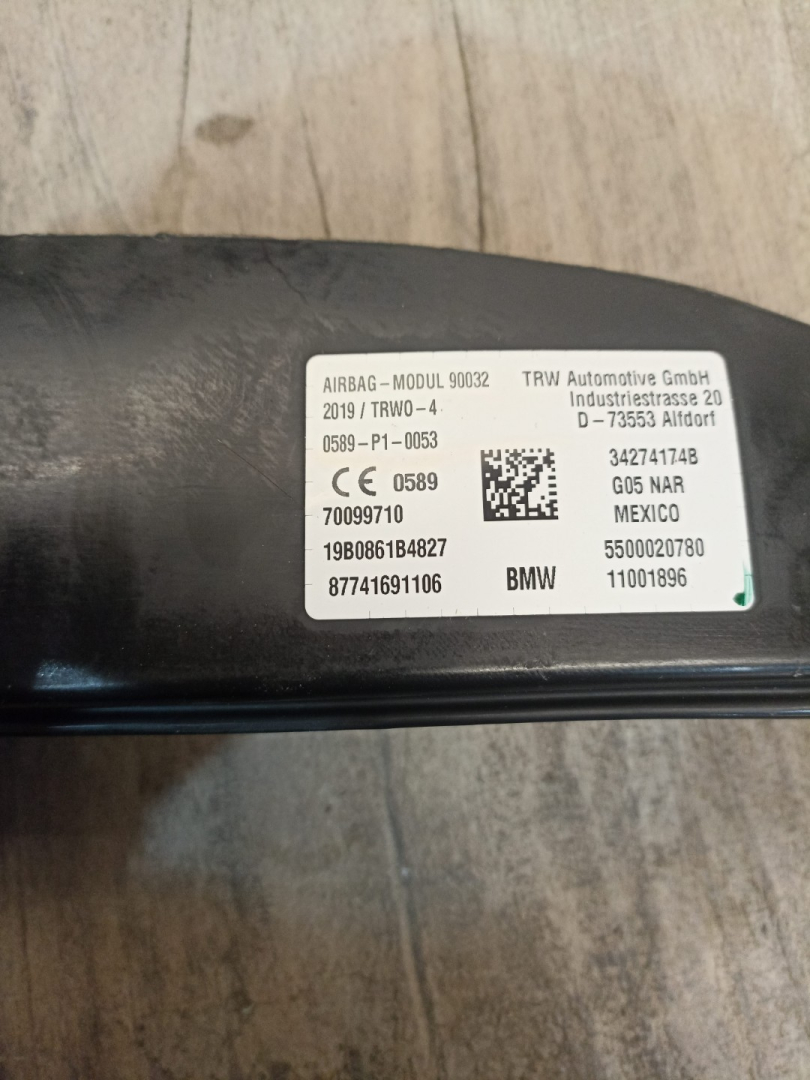 AIRBAG-MODUL 90032
2019 / TRWO-4
0589-P1-0053
CE 0589
70099710
19B0861B4827
87741691106
BMW
TRW Automotive GmbH
Industriestrasse 20
D-73553 Alfdorf
34274174B
G05 NAR
MEXICO
5500020780
11001896